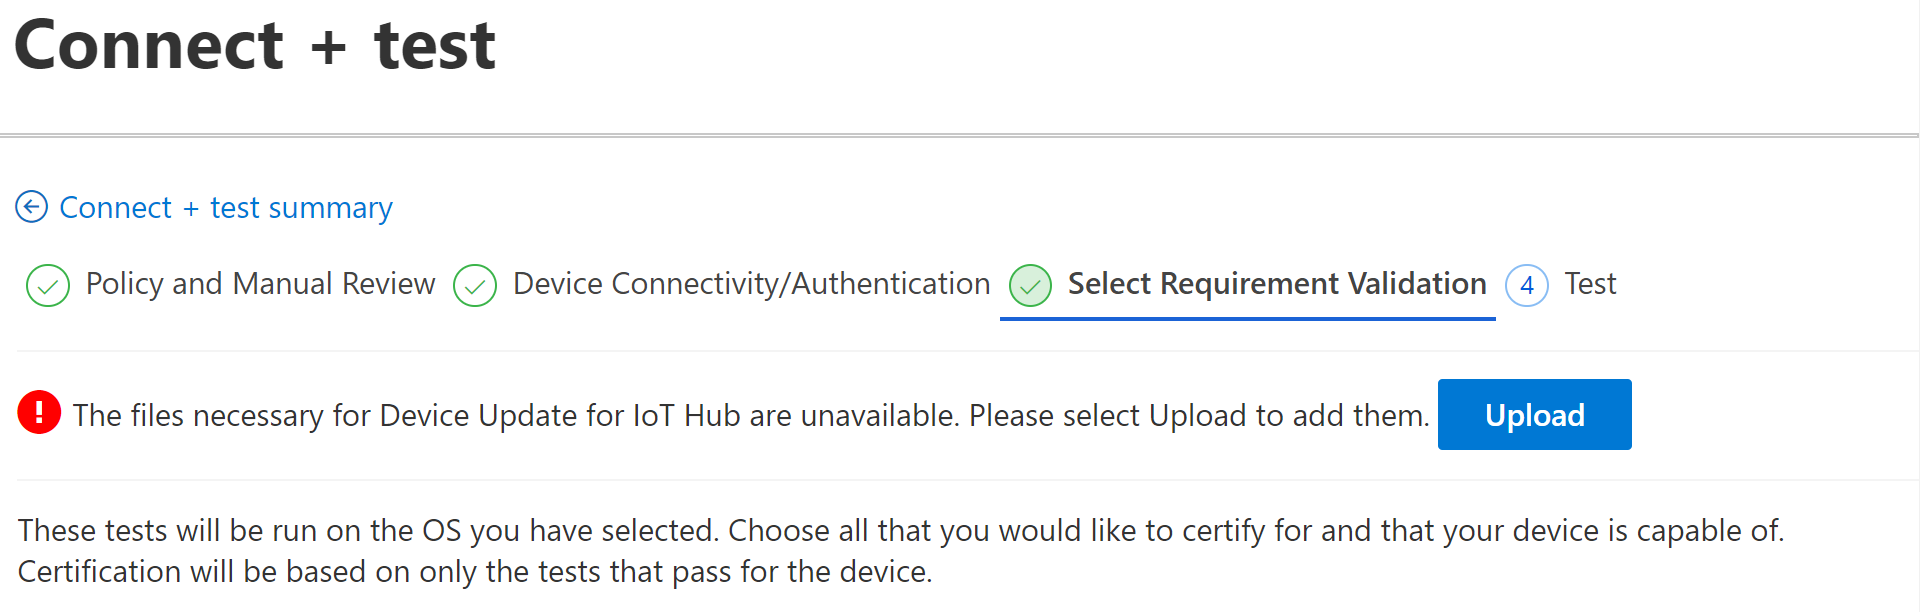 Connect + test
Connect + test summary
Policy and Manual Review Device Connectivity/Authentication Select Requirement Validation 4 Test
! The files necessary for Device Update for IoT Hub are unavailable. Please select Upload to add them. Upload
These tests will be run on the OS you have selected. Choose all that you would like to certify for and that your device is capable of.
Certification will be based on only the tests that pass for the device.